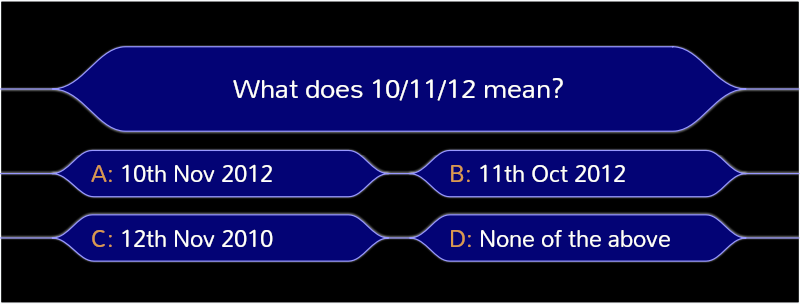 What does 10/11/12 mean?
A: 10th Nov 2012
B: 11th Oct 2012
C: 12th Nov 2010
D: None of the above